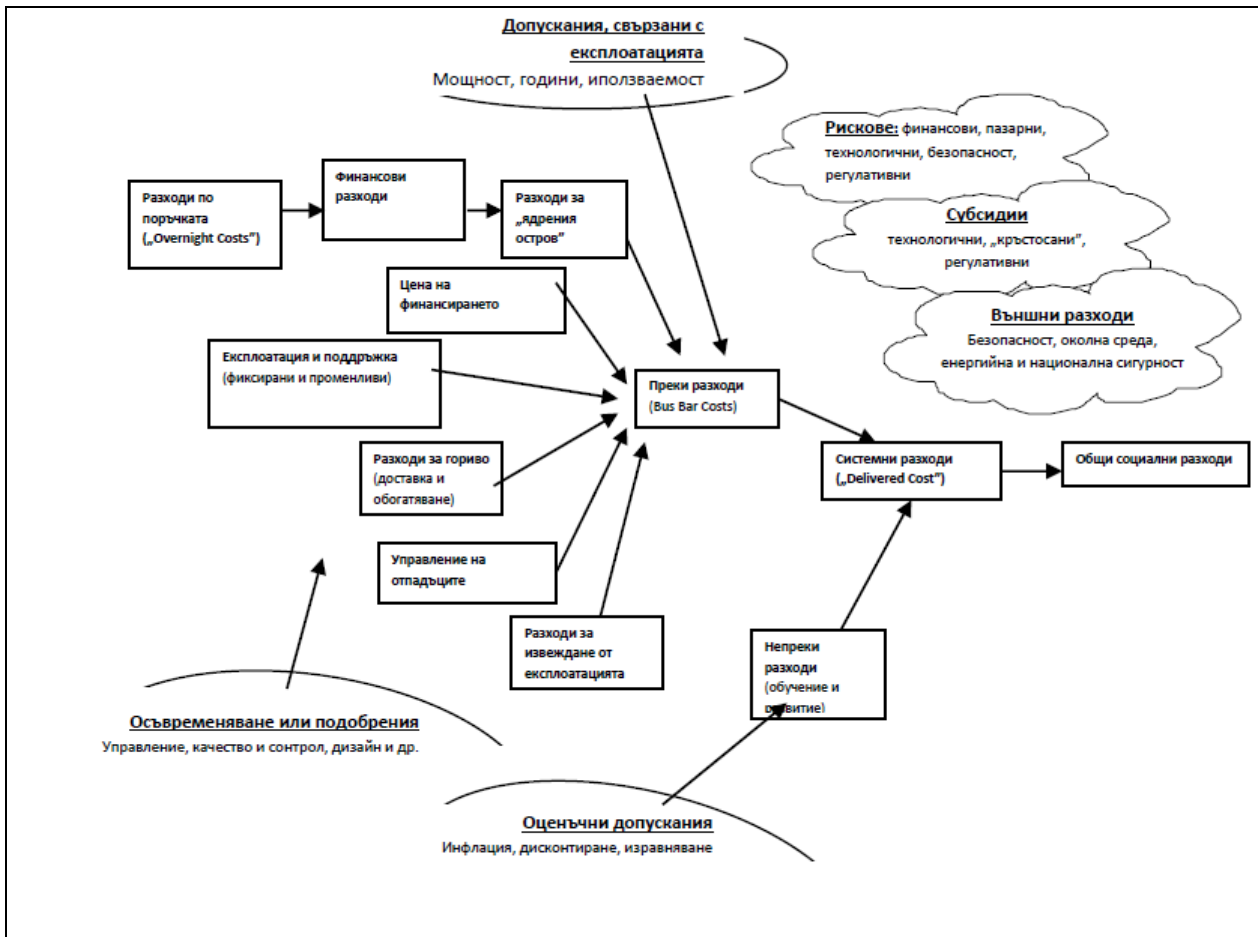 Допускания, свързани с
експлоатацията
Мощност, години, иползваемост
Рискове: финансови, пазарни,
технологични, безопасност,
регулативни
Субсидии
технологични, „кръстосани”,
регулативни
Външни разходи
Безопасност, околна среда,
енергийна и национална сигурност
Разходи по
поръчката
(„Overnight Costs”)
Финансови
разходи
Разходи за
„ядрения
остров”
Цена на
финансирането
Експлоатация и поддръжка
(фиксирани и променливи)
Преки разходи
(Bus Bar Costs)
Разходи за гориво
(доставка и
обогатяване)
Системни разходи
(„Delivered Cost”)
Общи социални разходи
Управление на
отпадъците
Разходи за
извеждане от
експлоатацията
Непреки
разходи
(обучение и
развитие)
Осъвременяване или подобрения
Управление, качество и контрол, дизайн и др.
Оценъчни допускания
Инфлация, дисконтиране, изравняване